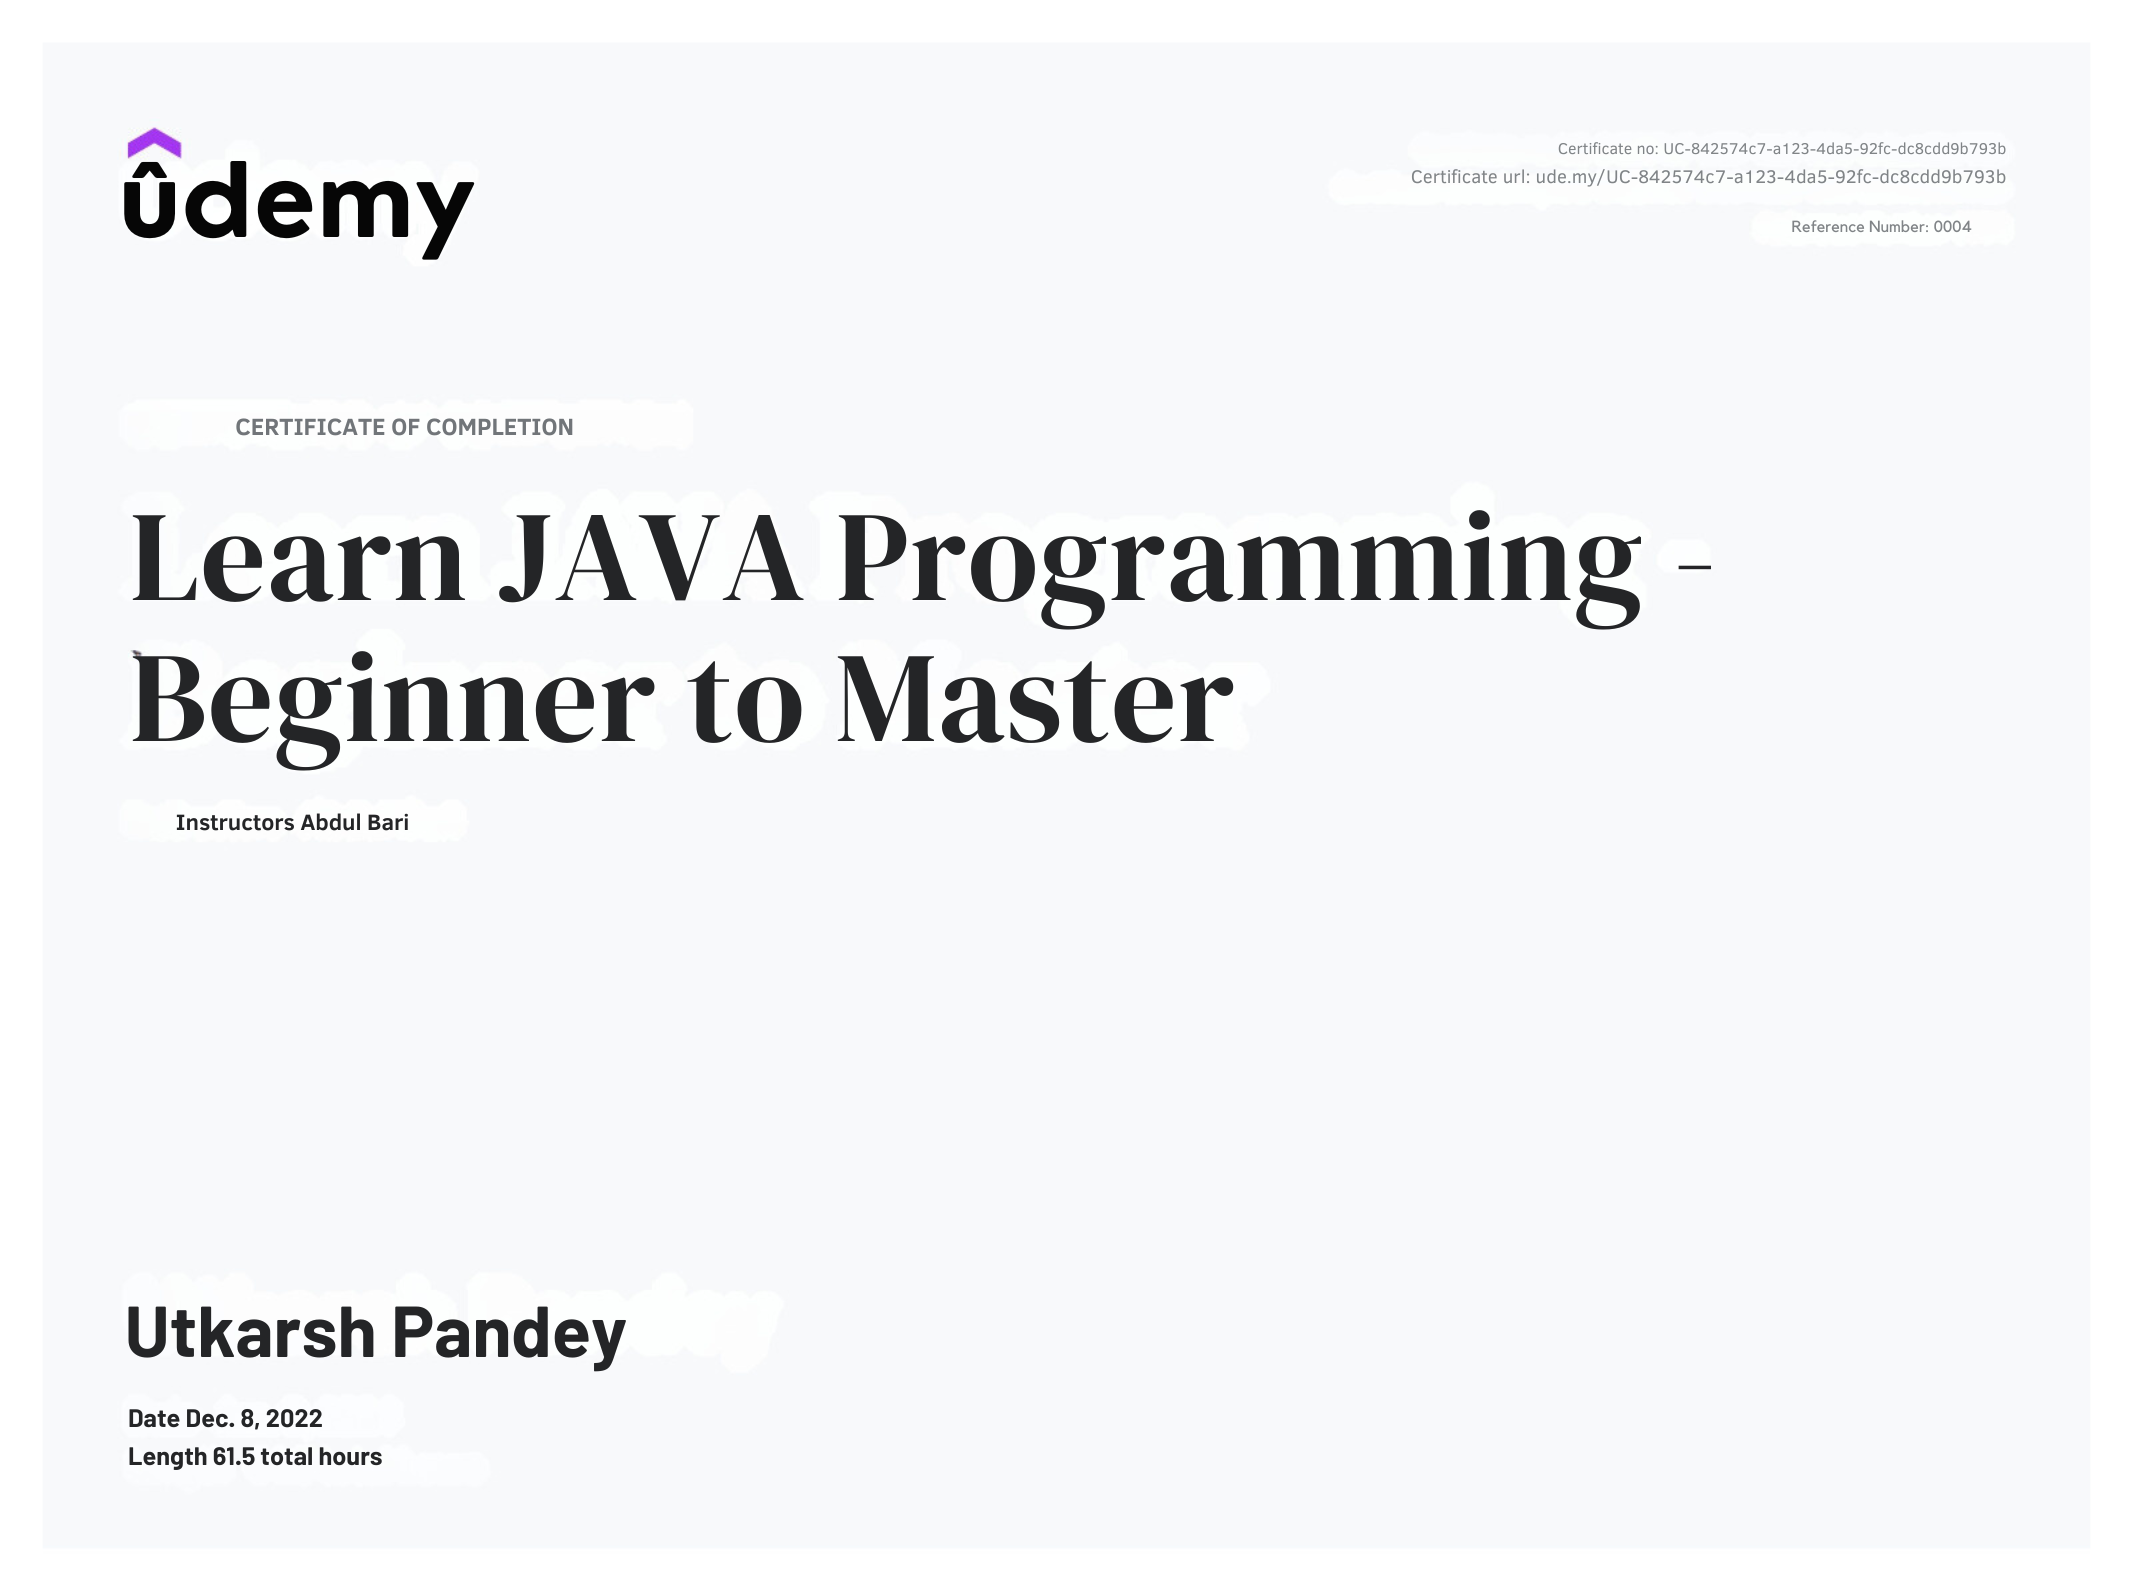 ûdemy
Certificate no: UC-842574c7-a123-4da5-92fc-dc8cdd9b793b
Certificate url: ude.my/UC-842574c7-a123-4da5-92fc-dc8cdd9b793b
Reference Number: 0004
CERTIFICATE OF COMPLETION
Learn JAVA Programming -
Beginner to Master
Instructors Abdul Bari
Utkarsh Pandey
Date Dec. 8, 2022
Length 61.5 total hours